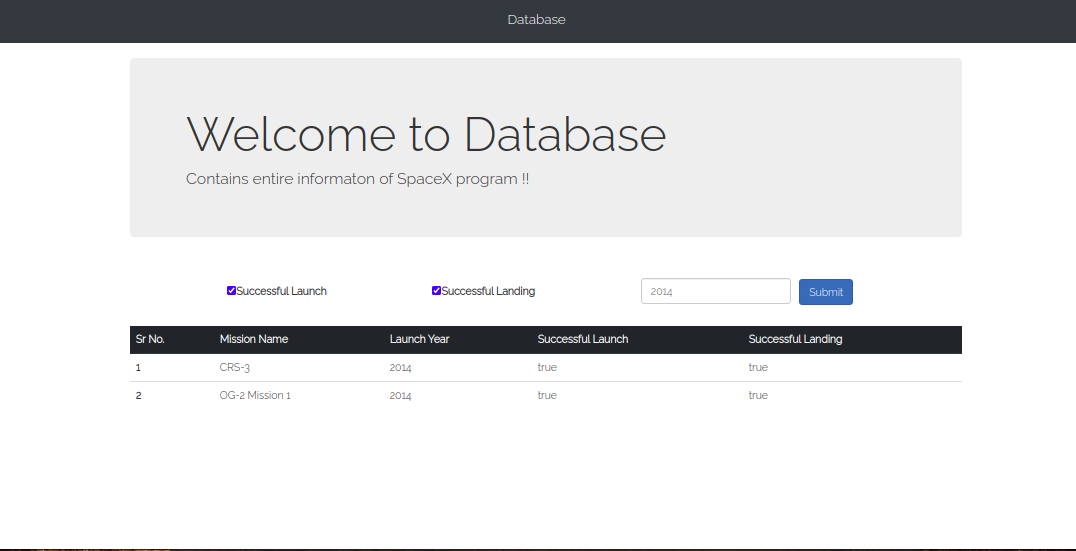 Database
Welcome to Database
Contains entire informaton of SpaceX program !!
Successful Launch Successful Landing 2014 Submit
Sr No. Mission Name Launch Year Successful Launch Successful Landing
1 CRS-3 2014 true true
2 OG-2 Mission 1 2014 true true